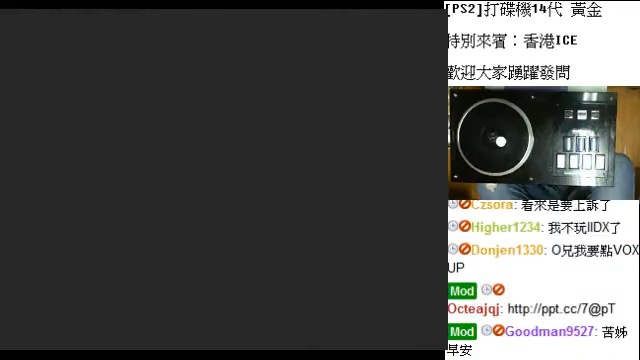 [PS2]打碟機14代 黃金
特別來賓：香港ICE
歡迎大家踴躍發問
Czsora: 看來是要上訴了
Higher1234: 我不玩IIDX了
Donjen1330: O兄我要點VOX
UP
Mod
Octeajqj: http://ppt.cc/7@pT
Mod Goodman9527: 苦姊
早安